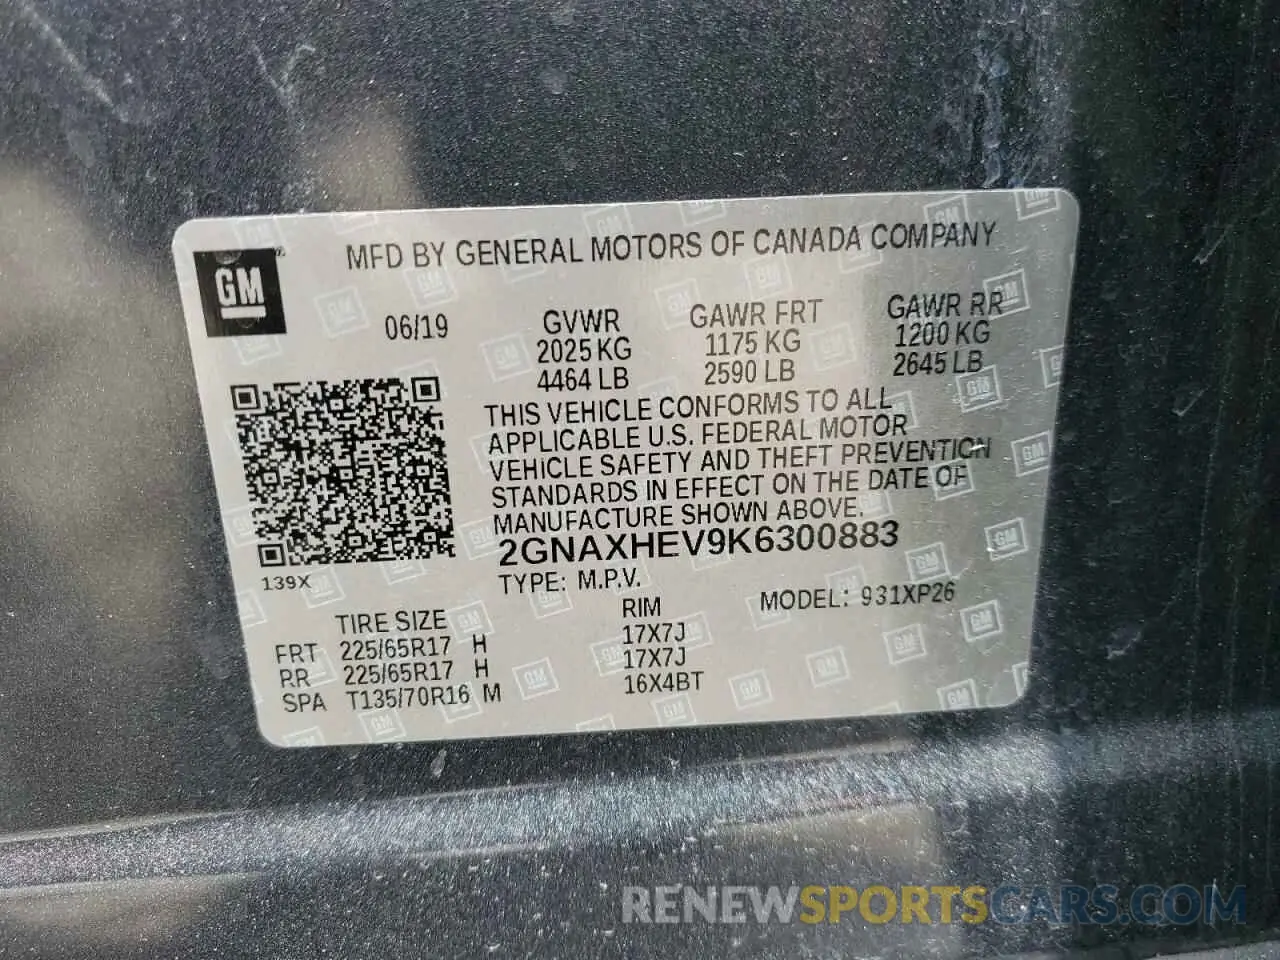 GM
MFD BY GENERAL MOTORS OF CANADA COMPANY
06/19
GVWR
2025 KG
4464 LB
GAWR FRT
1175 KG
2590 LB
GAWR RR
1200 KG
2645 LB
THIS VEHICLE CONFORMS TO ALL
APPLICABLE U.S. FEDERAL MOTOR
VEHICLE SAFETY AND THEFT PREVENTION
STANDARDS IN EFFECT ON THE DATE OF
MANUFACTURE SHOWN ABOVE.
2GNAXHEV9K6300883
139X
TYPE: M.P.V.
MODEL: 931XP26
TIRE SIZE RIM
FRT 225/65R17 H 17X7J
RR 225/65R17 H 17X7J
SPA T135/70R16 M 16X4BT
RENEWSPORTSCARS.COM